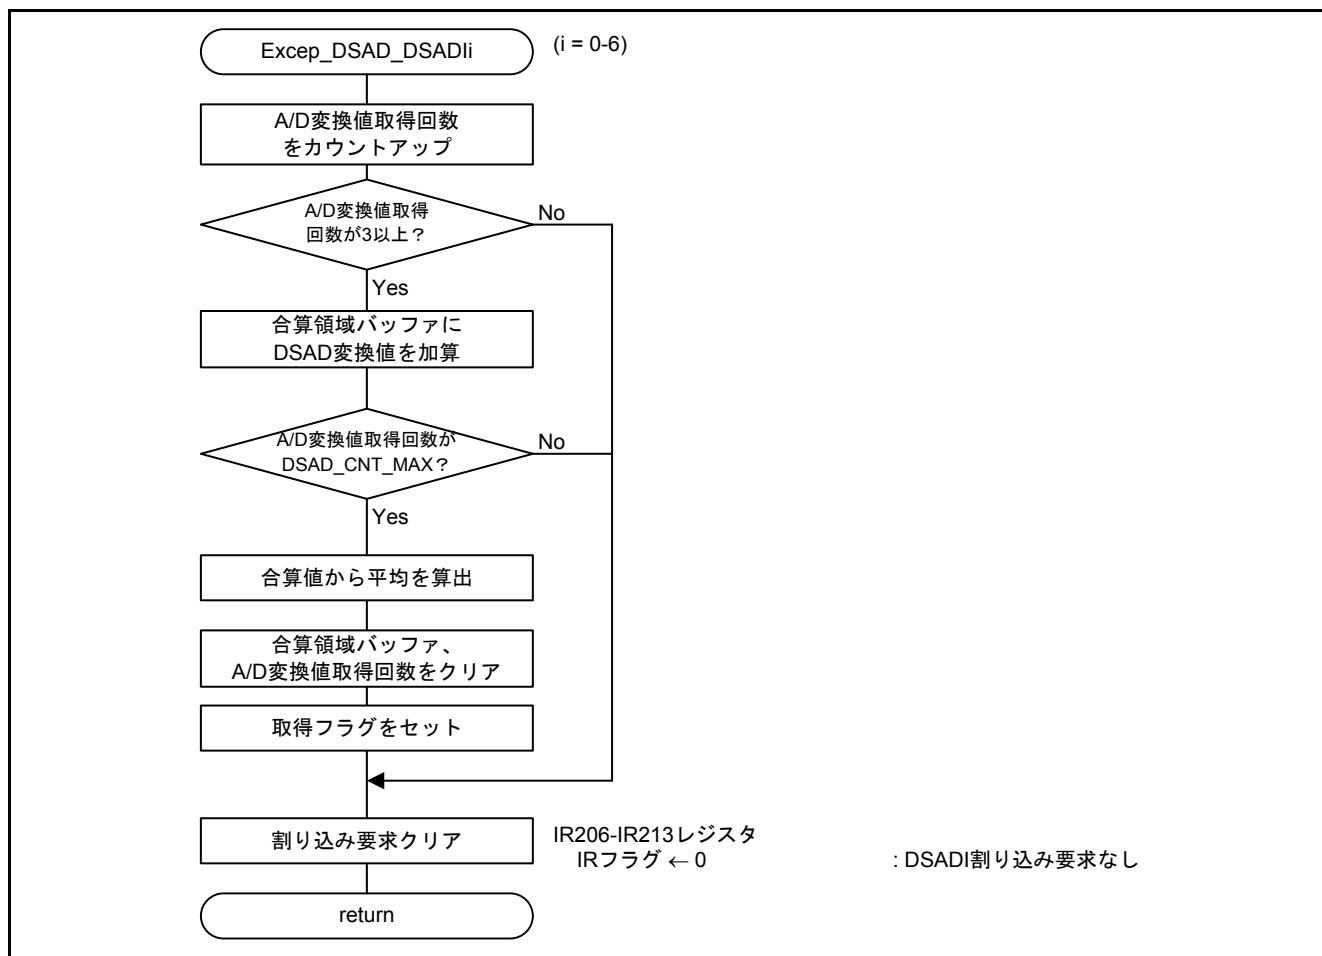 Excep_DSAD_DSADIi
(i = 0-6)
A/D変換値取得回数
をカウントアップ
A/D変換値取得
回数が3以上？
No
Yes
合算領域バッファに
DSAD変換値を加算
A/D変換値取得回数が
DSAD_CNT_MAX？
No
Yes
合算値から平均を算出
合算領域バッファ、
A/D変換値取得回数をクリア
取得フラグをセット
割り込み要求クリア
IR206-IR213レジスタ
IRフラグ ← 0 : DSADI割り込み要求なし
return